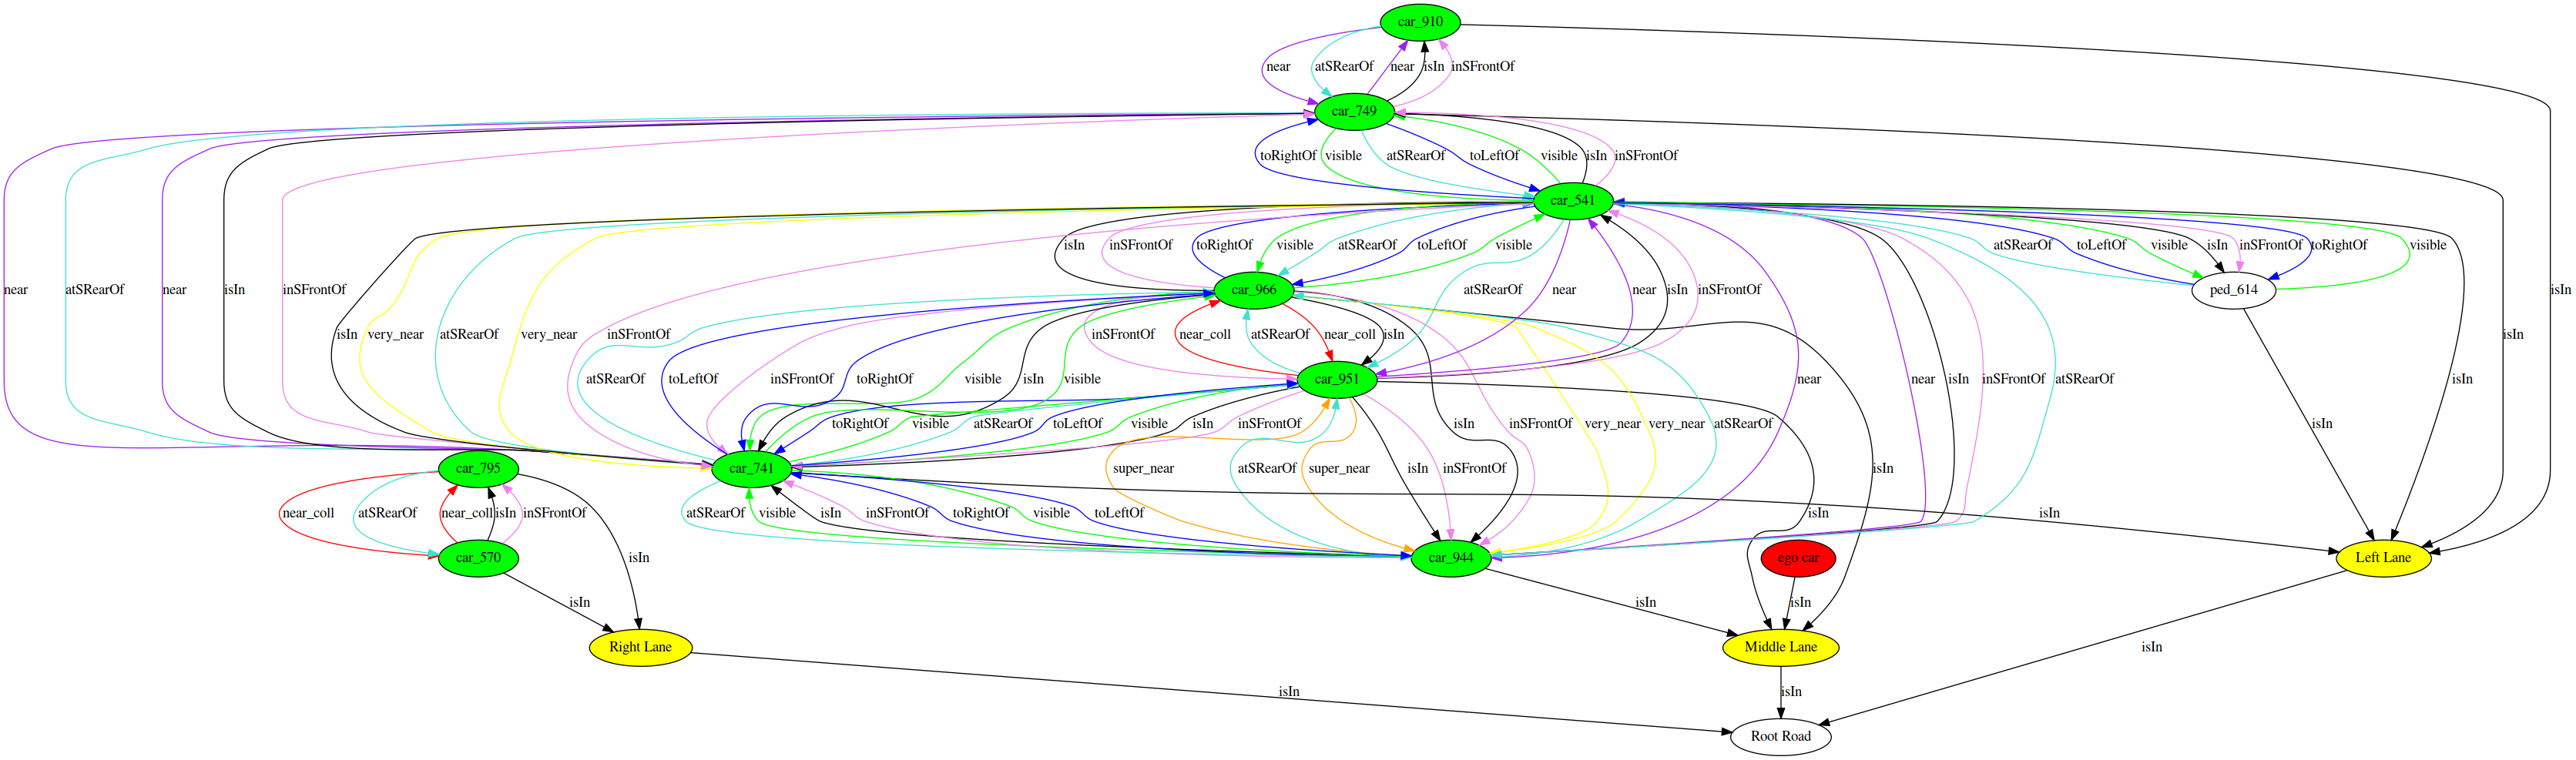 car_910
near atSRearOf near isIn inSFrontOf
car_749
toRightOf visible atSRearOf toLeftOf visible isIn inSFrontOf
car_541
isIn inSFrontOf toRightOf visible atSRearOf toLeftOf visible atSRearOf toLeftOf visible isIn inSFrontOf toRightOf visible
near atSRearOf near isIn inSFrontOf car_966 atSRearOf near near isIn inSFrontOf ped_614 isIn
isIn very_near atSRearOf very_near inSFrontOf inSFrontOf near_coll atSRearOf near_coll isIn isIn
atSRearOf toLeftOf inSFrontOf toRightOf visible isIn visible car_951 near near isIn inSFrontOf atSRearOf isIn
toRightOf visible atSRearOf toLeftOf visible isIn inSFrontOf isIn inSFrontOf very_near very_near atSRearOf isIn
car_795 car_741 super_near atSRearOf super_near isIn inSFrontOf isIn
near_coll atSRearOf near_coll isIn inSFrontOf atSRearOf visible isIn inSFrontOf toRightOf visible toLeftOf isIn isIn
car_570 isIn car_944 ego car Left Lane
isIn isIn isIn
Right Lane Middle Lane isIn
isIn isIn
Root Road